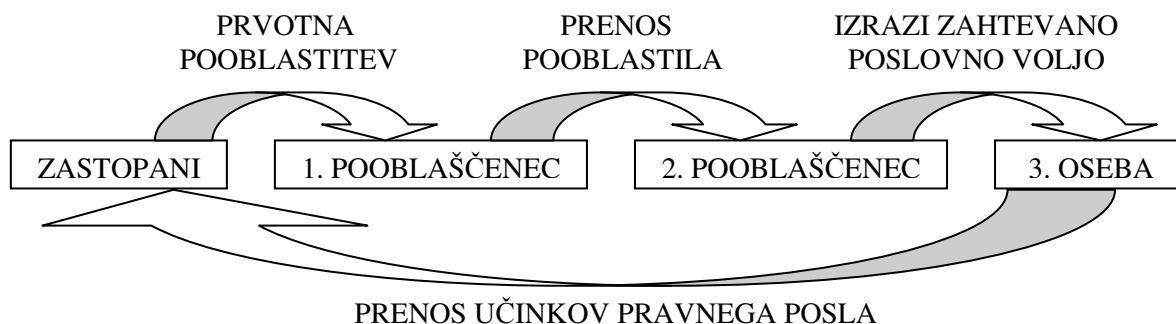 PRVOTNA
POOBLASTITEV
PRENOS
POOBLASTILA
IZRAZI ZAHTEVANO
POSLOVNO VOLJO
ZASTOPANI
1. POOBLAŠČENEC
2. POOBLAŠČENEC
3. OSEBA
PRENOS UČINKOV PRAVNEGA POSLA